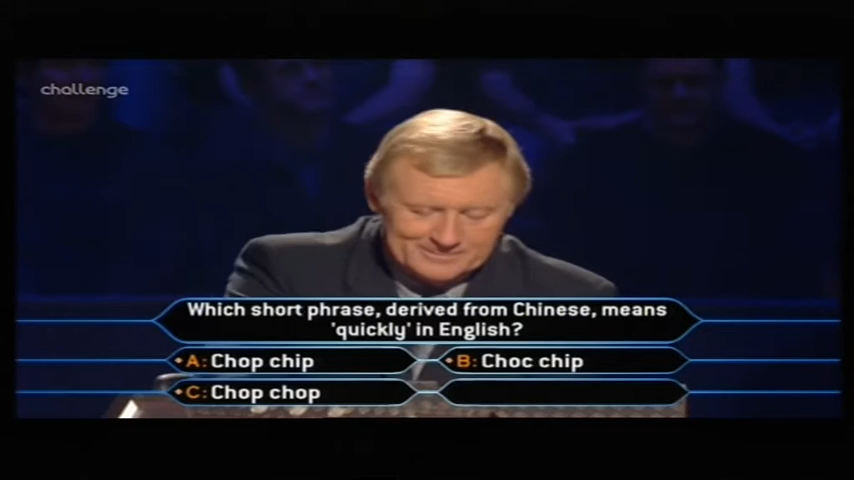 challenge
Which short phrase, derived from Chinese, means
'quickly' in English?
A: Chop chip
B: Choc chip
C: Chop chop